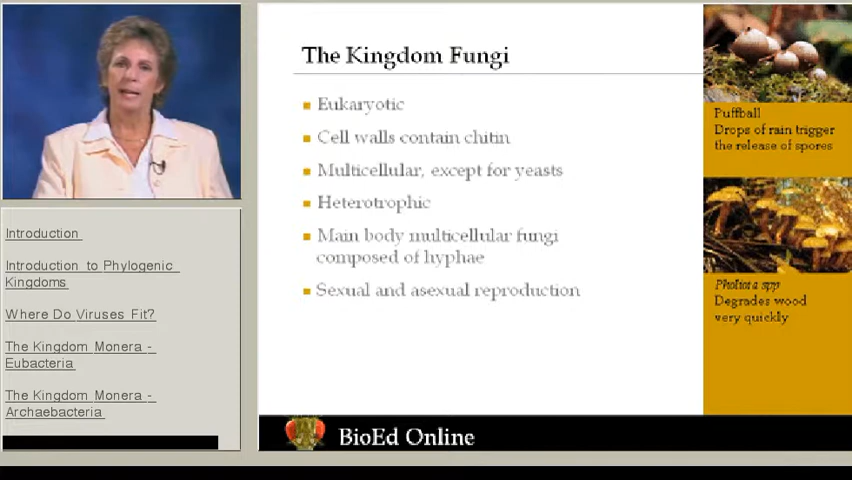 The Kingdom Fungi
Eukaryotic
Cell walls contain chitin
Multicellular, except for yeasts
Heterotrophic
Main body multicellular fungi
composed of hyphae
Sexual and asexual reproduction
Puffball
Drops of rain trigger
the release of spores
Pholiota spp
Degrades wood
very quickly
Introduction
Introduction to Phylogenic
Kingdoms
Where Do Viruses Fit?
The Kingdom Monera -
Eubacteria
The Kingdom Monera -
Archaebacteria
BioEd Online